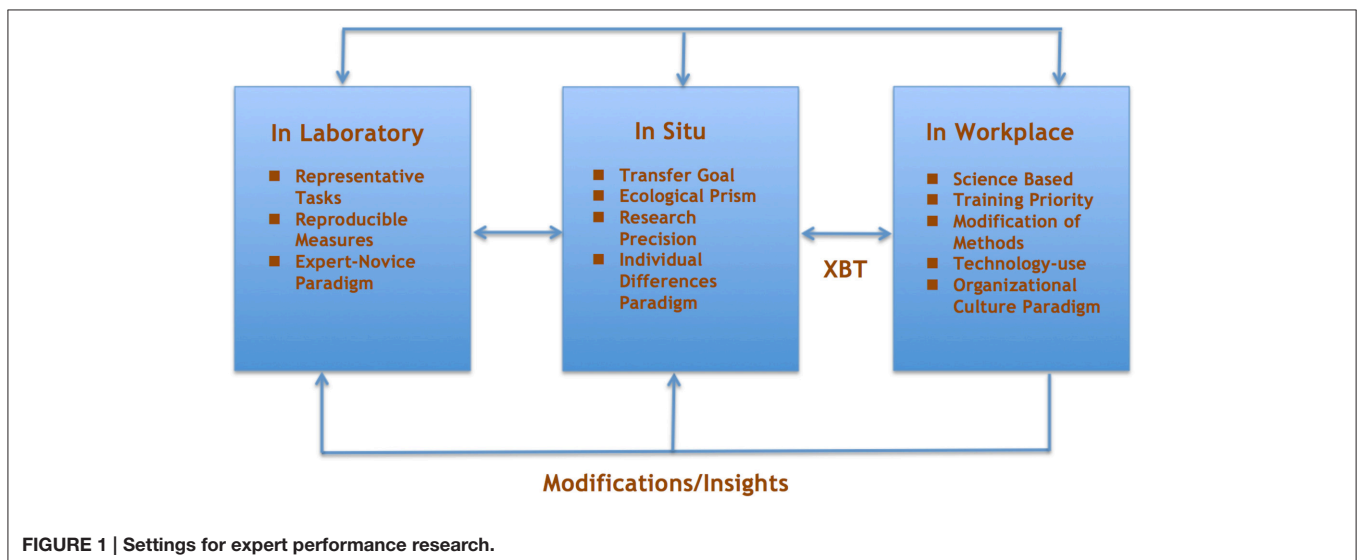 In Laboratory
■ Representative
Tasks
■ Reproducible
Measures
■ Expert-Novice
Paradigm
In Situ
■ Transfer Goal
■ Ecological Prism
■ Research
Precision
■ Individual
Differences
Paradigm
XBT
In Workplace
■ Science Based
■ Training Priority
■ Modification of
Methods
■ Technology-use
■ Organizational
Culture Paradigm
Modifications/Insights
FIGURE 1 | Settings for expert performance research.